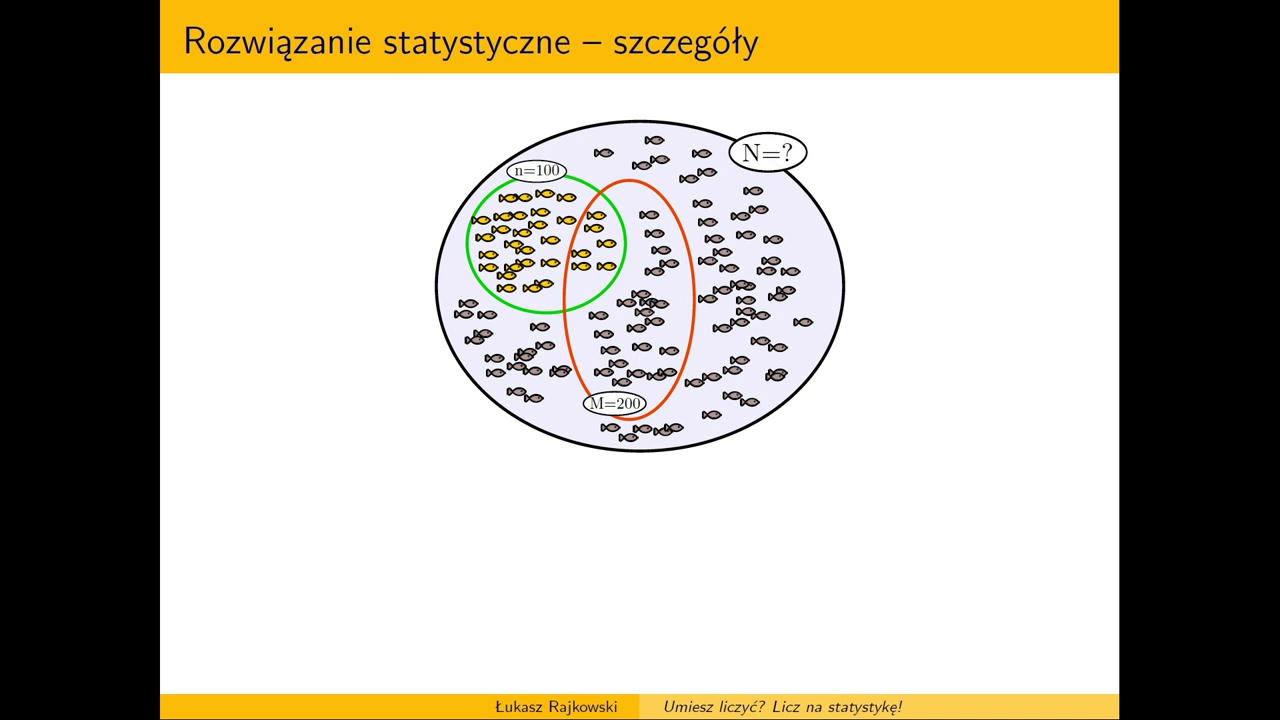 Rozwiązanie statystyczne – szczegóły
N=?
n=100
M=200
Łukasz Rajkowski
Umiesz liczyć? Licz na statystykę!